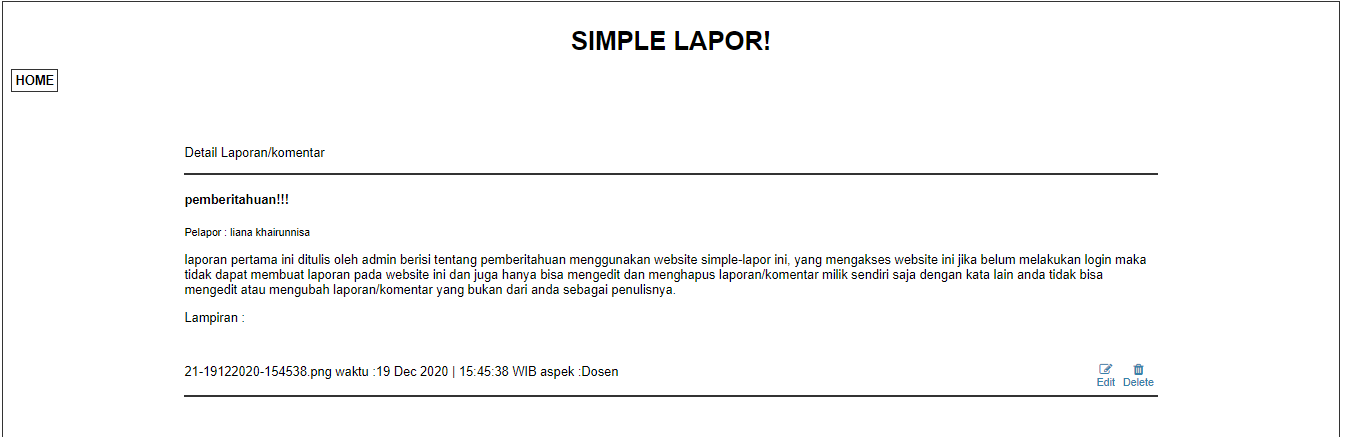 SIMPLE LAPOR!
HOME
Detail Laporan/komentar
pemberitahuan!!!
Pelapor : liana khairunnisa
laporan pertama ini ditulis oleh admin berisi tentang pemberitahuan menggunakan website simple-lapor ini, yang mengakses website ini jika belum melakukan login maka
tidak dapat membuat laporan pada website ini dan juga hanya bisa mengedit dan menghapus laporan/komentar milik sendiri saja dengan kata lain anda tidak bisa
mengedit atau mengubah laporan/komentar yang bukan dari anda sebagai penulisnya.
Lampiran :
21-19122020-154538.png waktu :19 Dec 2020 | 15:45:38 WIB aspek :Dosen
Edit Delete